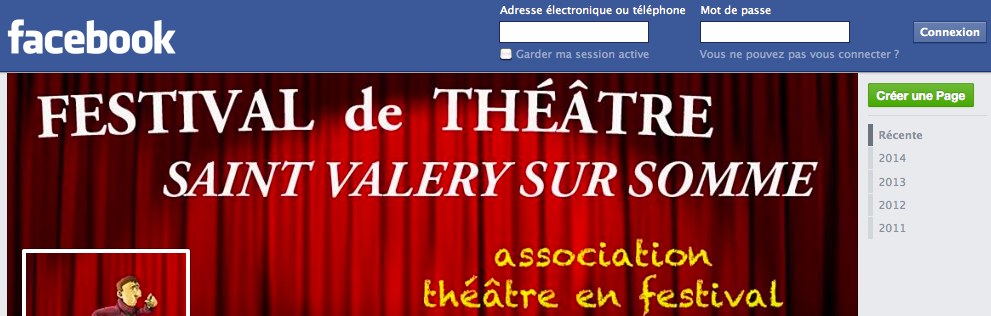 facebook
Adresse électronique ou téléphone
Mot de passe
Garder ma session active
Vous ne pouvez pas vous connecter ?
Connexion
FESTIVAL de THÉÂTRE
SAINT VALERY SUR SOMME
association
théâtre en festival
Créer une Page
Récente
2014
2013
2012
2011